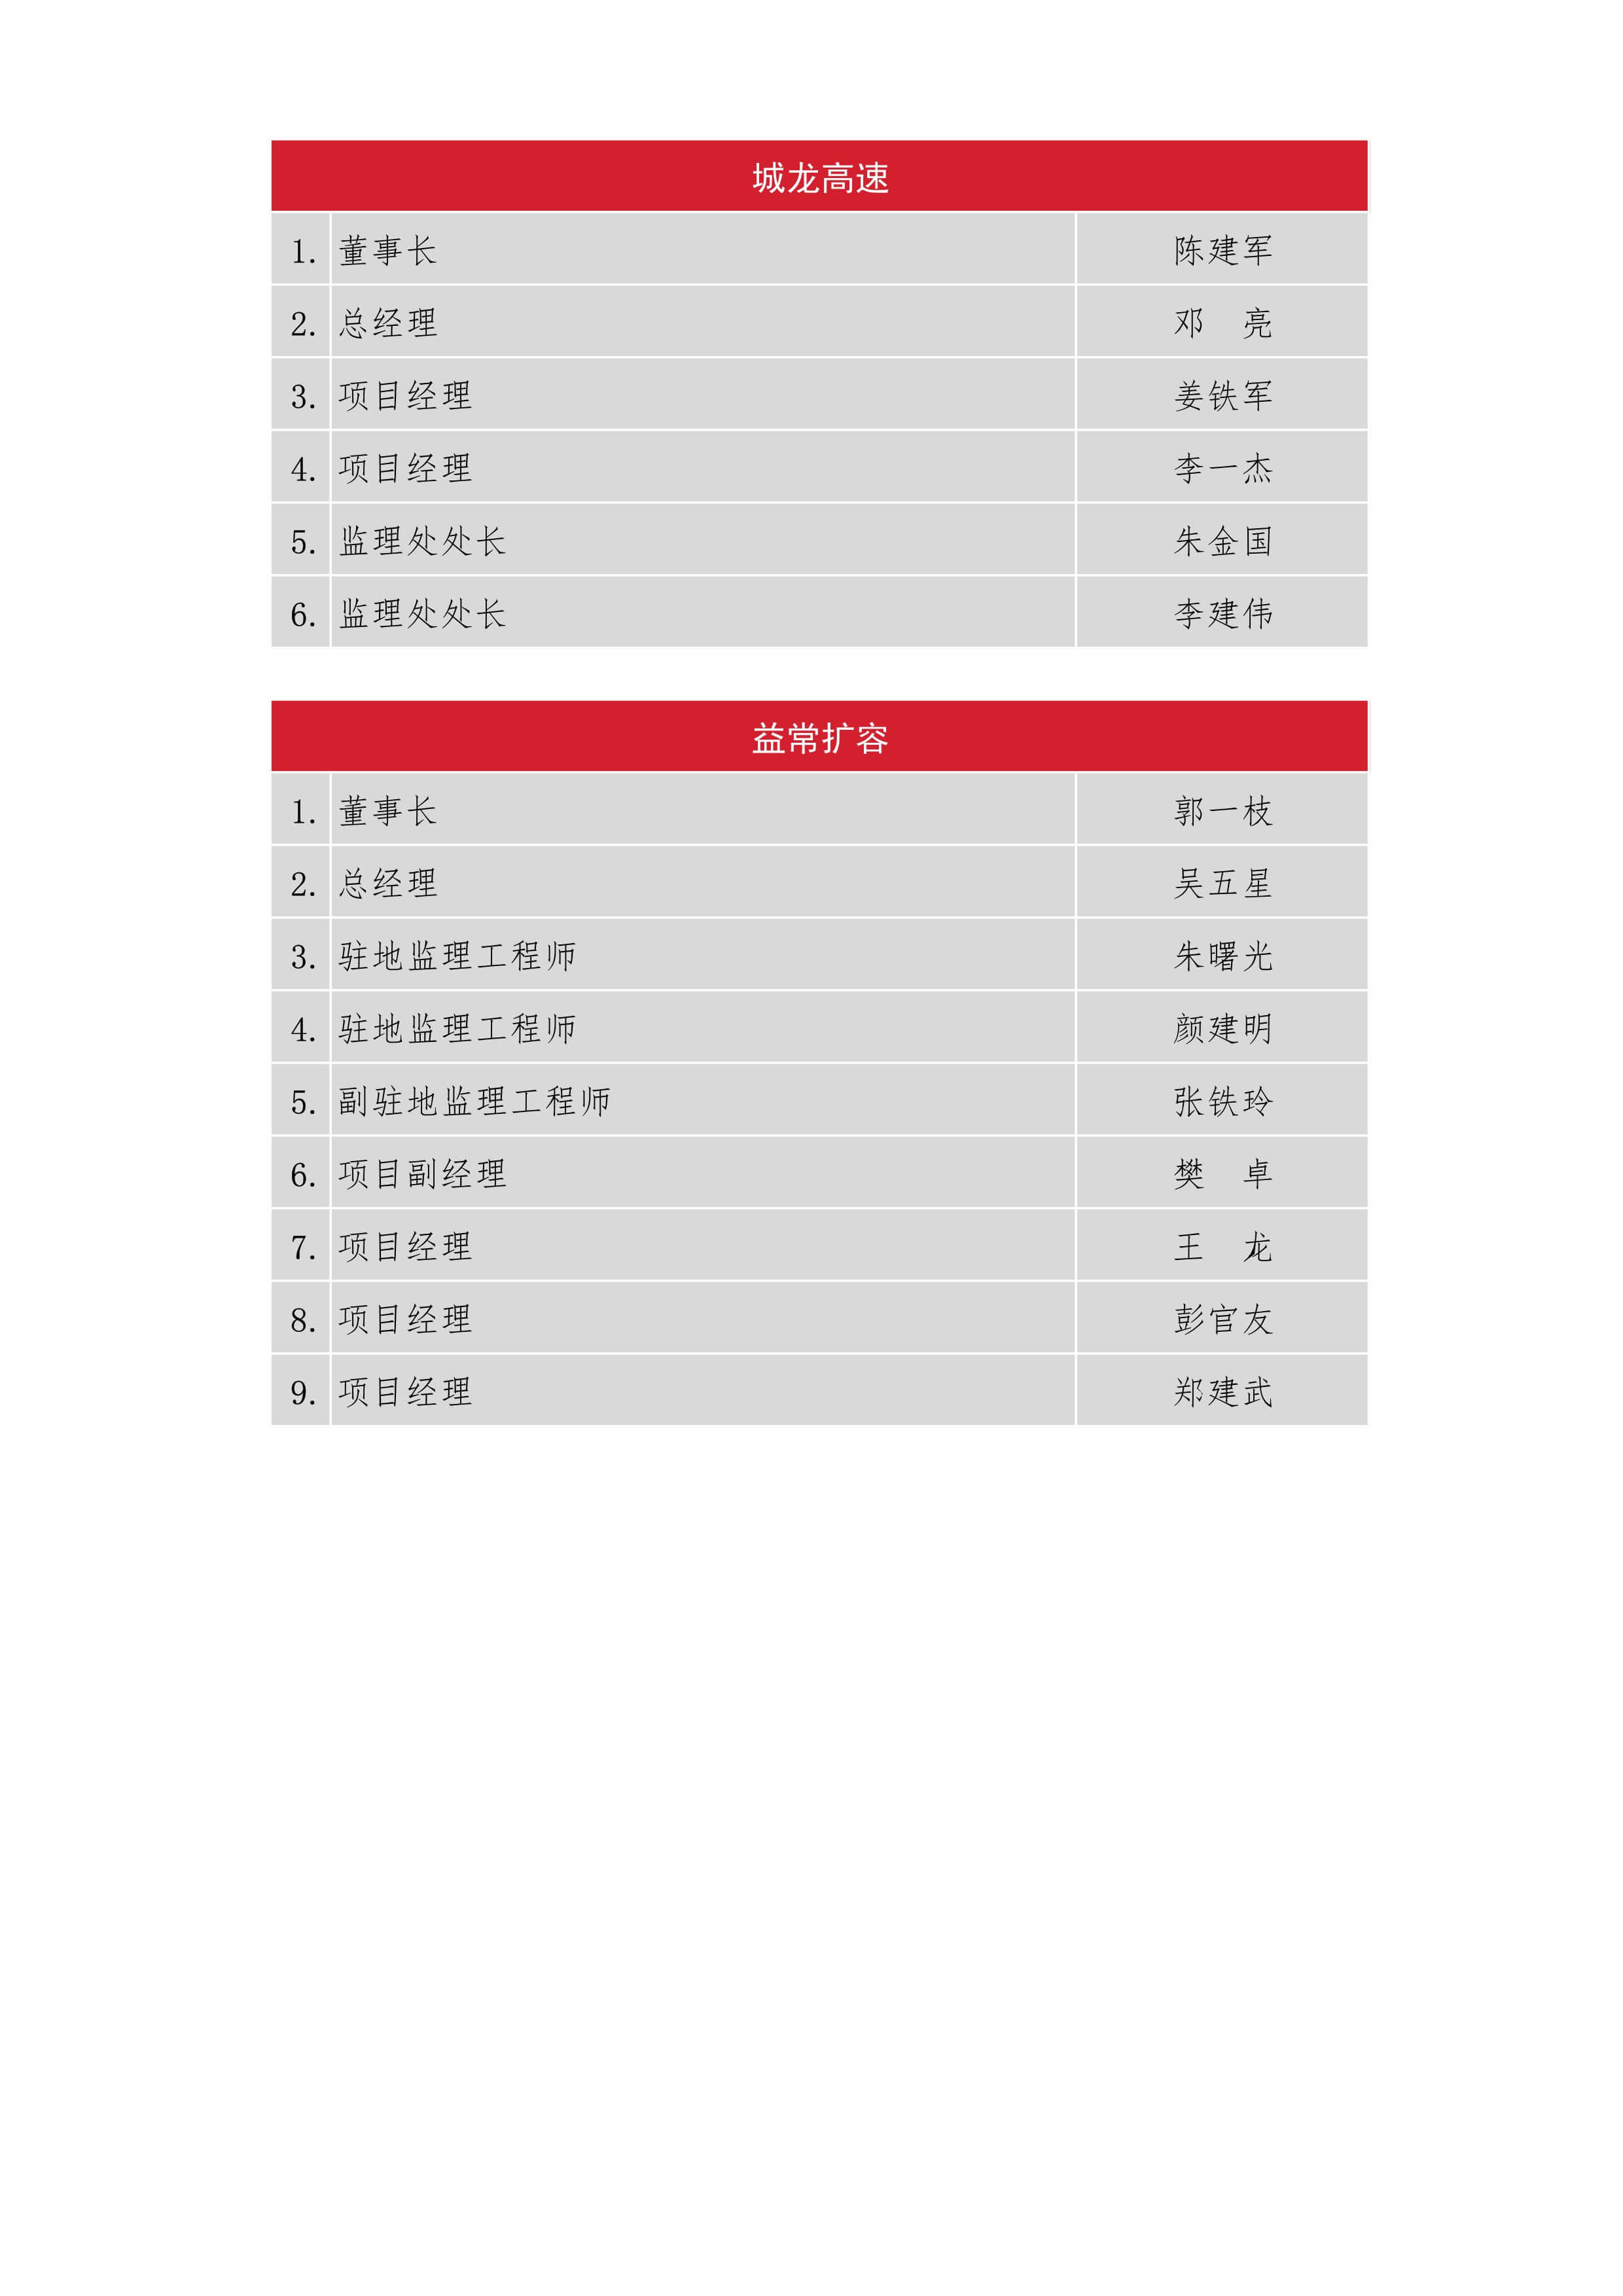 城龙高速
1. 董事长 陈建军
2. 总经理 邓　亮
3. 项目经理 姜铁军
4. 项目经理 李一杰
5. 监理处处长 朱金国
6. 监理处处长 李建伟
益常扩容
1. 董事长 郭一枝
2. 总经理 吴五星
3. 驻地监理工程师 朱曙光
4. 驻地监理工程师 颜建明
5. 副驻地监理工程师 张铁玲
6. 项目副经理 樊　卓
7. 项目经理 王　龙
8. 项目经理 彭官友
9. 项目经理 郑建武